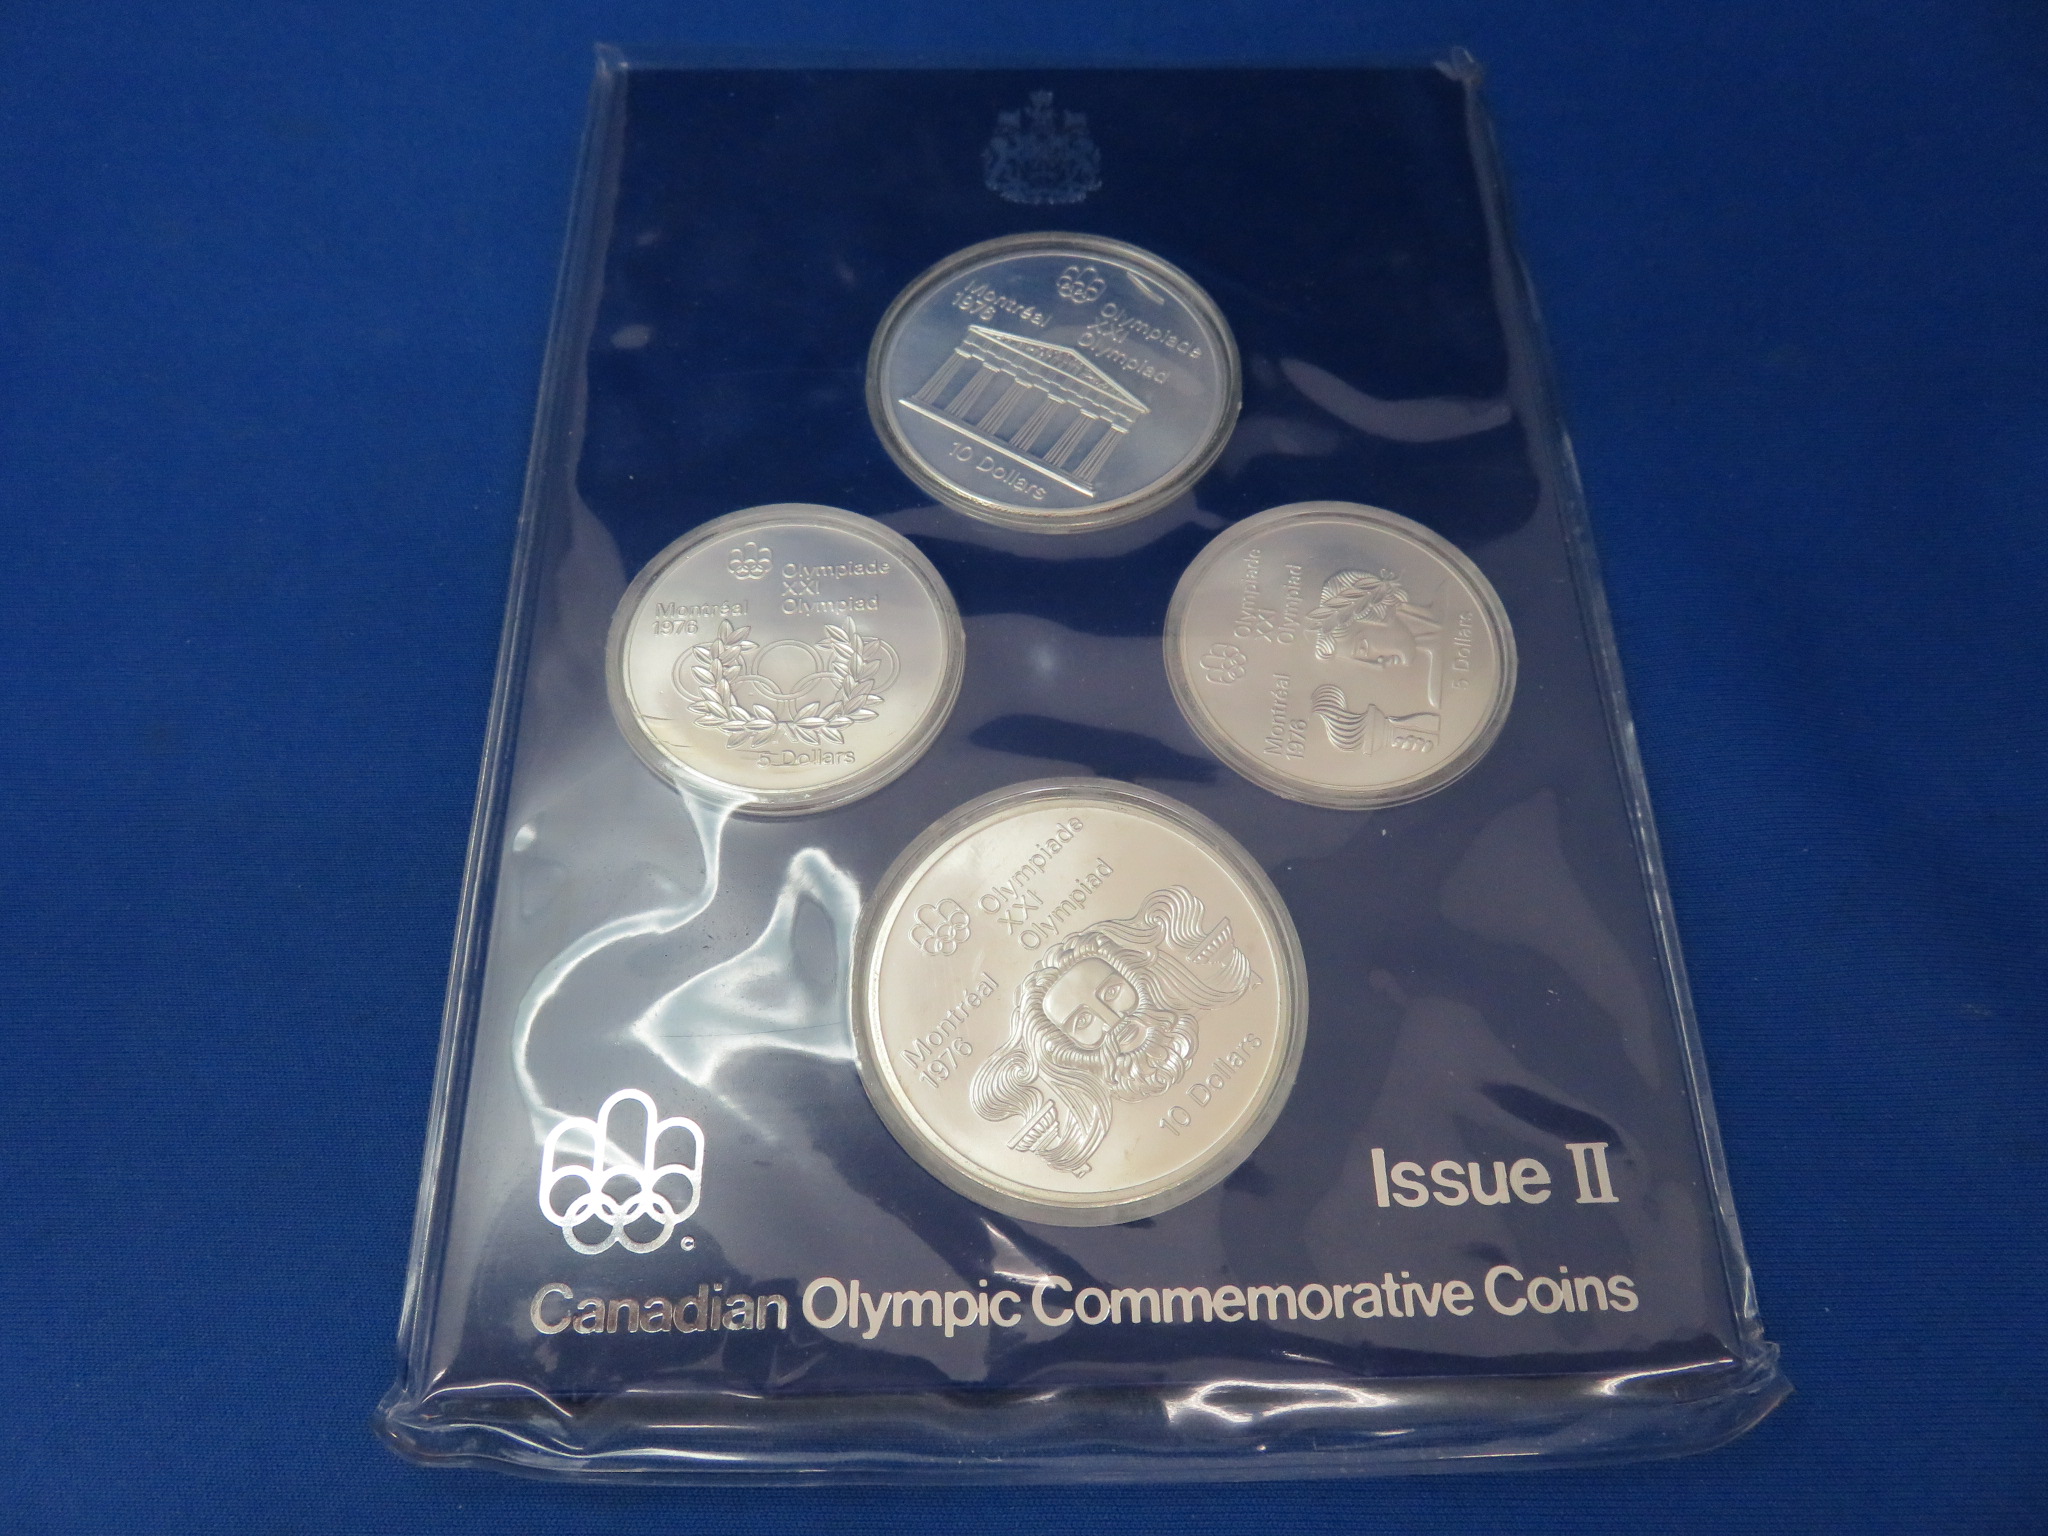 Montréal
1976
Olympiade
XXI
Olympiad
10 Dollars
Olympiade
XXI
Olympiad
Montréal
1976
5 Dollars
Olympiade
XXI
Olympiad
Montréal
1976
5 Dollars
Olympiade
XXI
Olympiad
Montréal
1976
10 Dollars
Issue II
©
Canadian Olympic Commemorative Coins